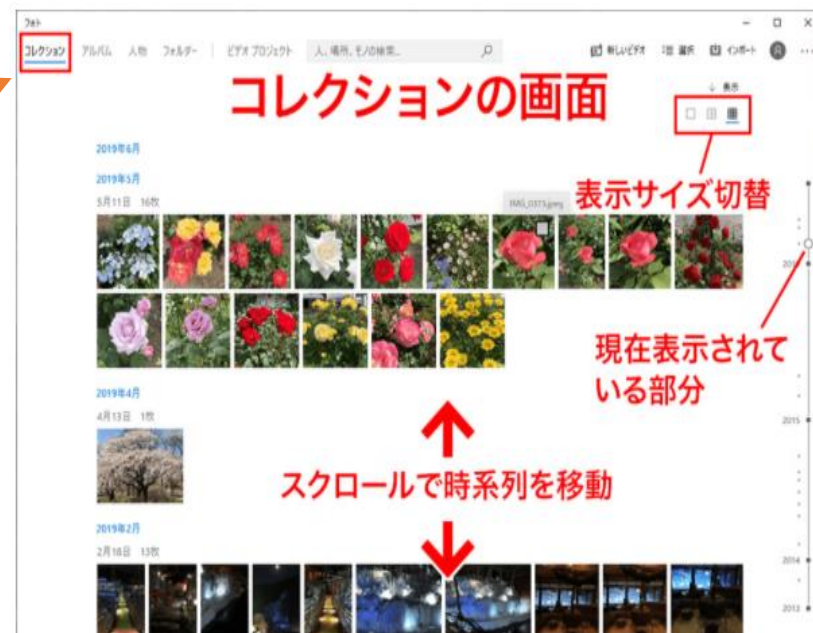 フォト
コレクション アルバム 人物 フォルダー ビデオ プロジェクト 人、場所、モノの検索... 新しいビデオ 選択 インポート
コレクションの画面
表示
2019年6月
2019年5月
表示サイズ切替
5月11日 16枚
IMG_0373.jpeg
現在表示されて
いる部分
2019年4月
4月13日 1枚
2015
スクロールで時系列を移動
2019年2月
2月16日 13枚
2014
2013